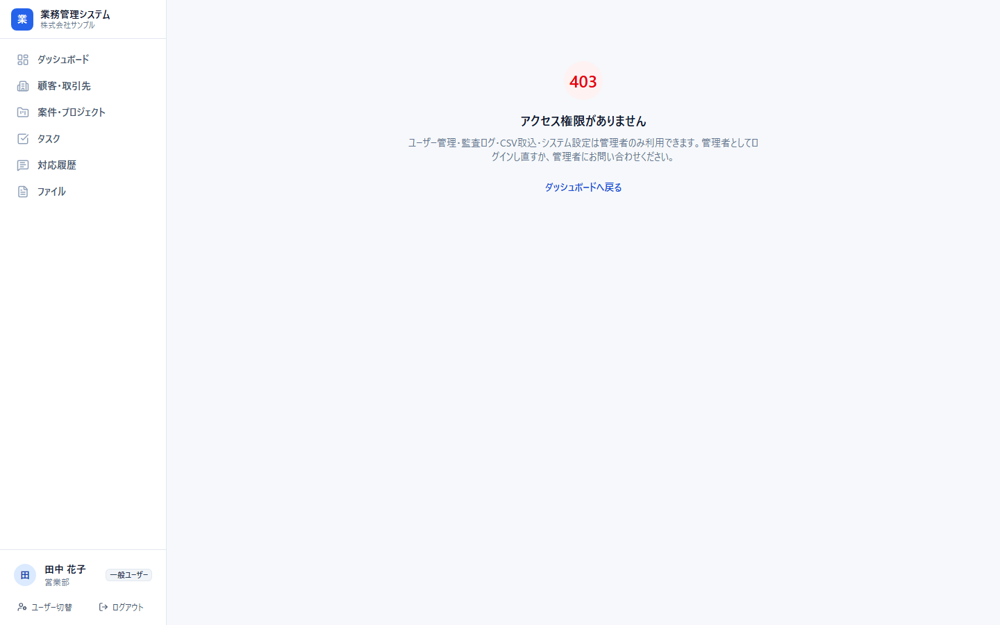 業
業務管理システム
株式会社サンプル
ダッシュボード
顧客・取引先
案件・プロジェクト
タスク
対応履歴
ファイル
403
アクセス権限がありません
ユーザー管理・監査ログ・CSV取込・システム設定は管理者のみ利用できます。管理者としてロ
グインし直すか、管理者にお問い合わせください。
ダッシュボードへ戻る
田
田中 花子
営業部
一般ユーザー
ユーザー切替
ログアウト